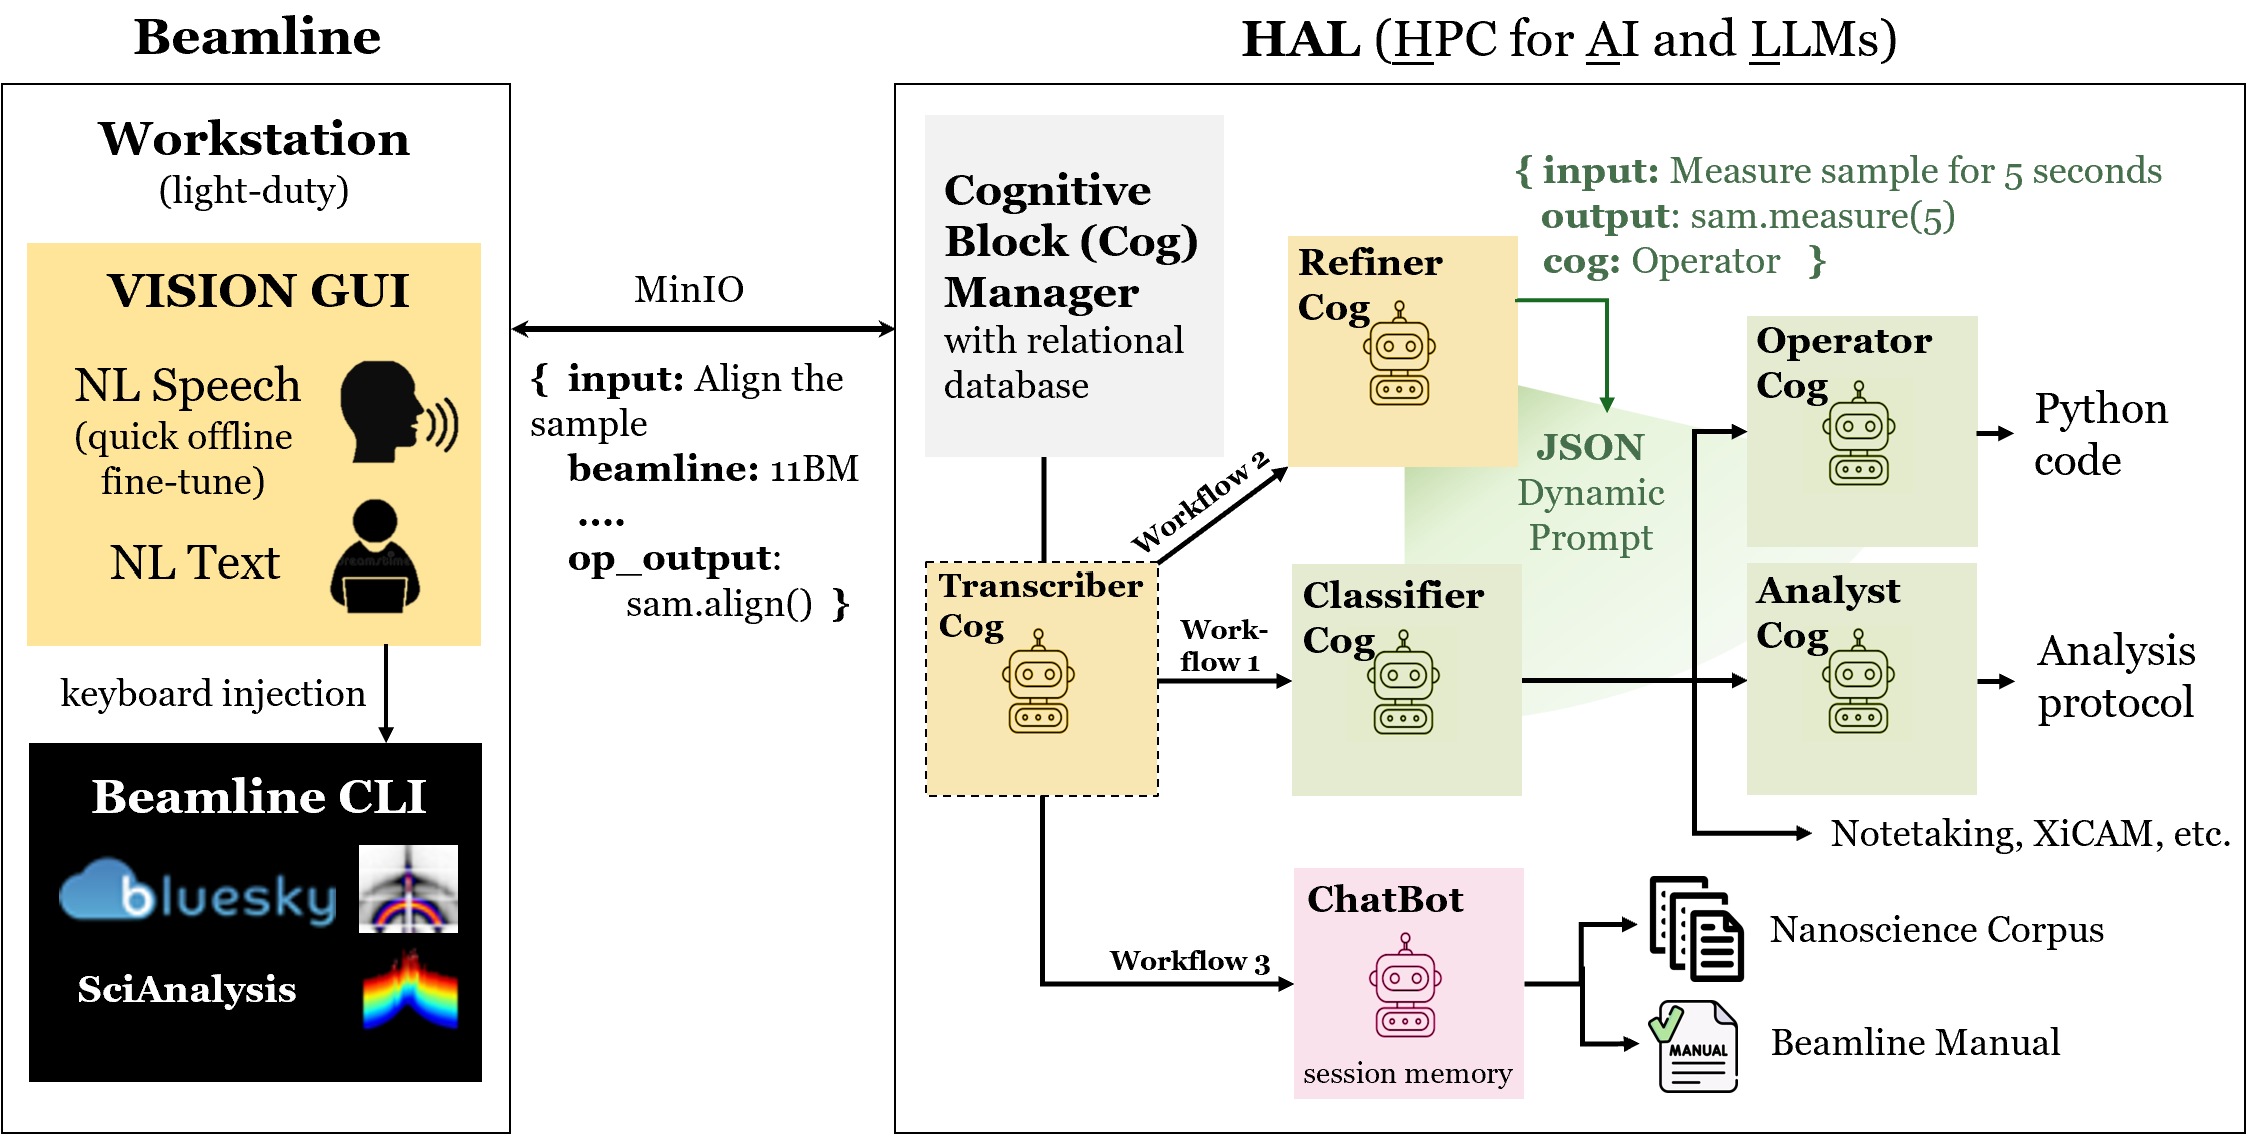 Beamline
Workstation
(light-duty)
VISION GUI
NL Speech
(quick offline
fine-tune)
NL Text
dreamstime
keyboard injection
Beamline CLI
bluesky
SciAnalysis
MinIO
{ input: Align the
sample
beamline: 11BM
....
op_output:
sam.align() }
HAL (HPC for AI and LLMs)
Cognitive
Block (Cog)
Manager
with relational
database
Transcriber
Cog
Workflow 2
Work-
flow 1
Workflow 3
Refiner
Cog
{ input: Measure sample for 5 seconds
output: sam.measure(5)
cog: Operator }
JSON
Dynamic
Prompt
Classifier
Cog
Operator
Cog
Python
code
Analyst
Cog
Analysis
protocol
Notetaking, XiCAM, etc.
ChatBot
session memory
Nanoscience Corpus
MANUAL
Beamline Manual